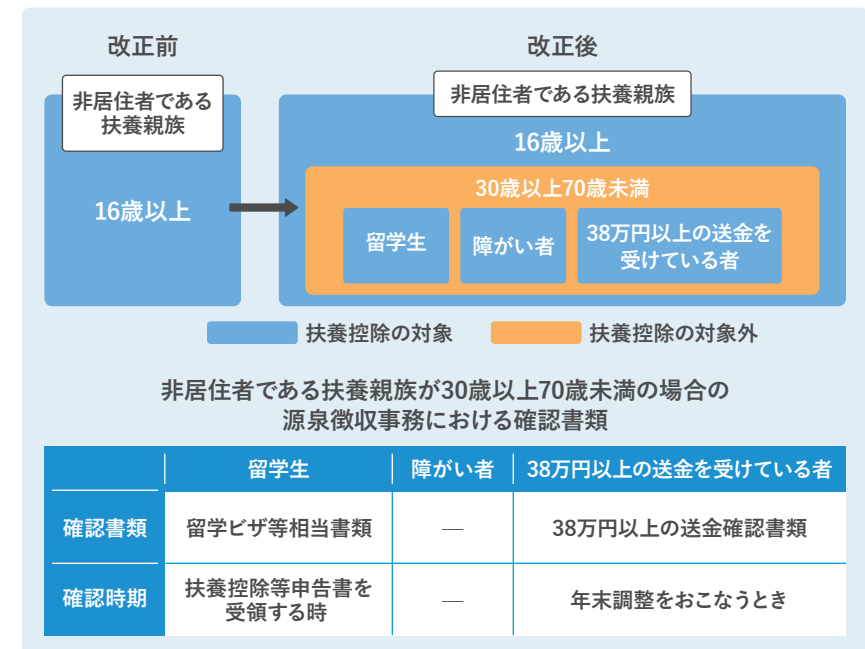 改正前
改正後
非居住者である
扶養親族
16歳以上
非居住者である扶養親族
16歳以上
30歳以上70歳未満
留学生
障がい者
38万円以上の送金を
受けている者
扶養控除の対象
扶養控除の対象外
非居住者である扶養親族が30歳以上70歳未満の場合の
源泉徴収事務における確認書類
留学生
障がい者
38万円以上の送金を受けている者
確認書類
留学ビザ等相当書類
—
38万円以上の送金確認書類
確認時期
扶養控除等申告書を
受領する時
—
年末調整をおこなうとき